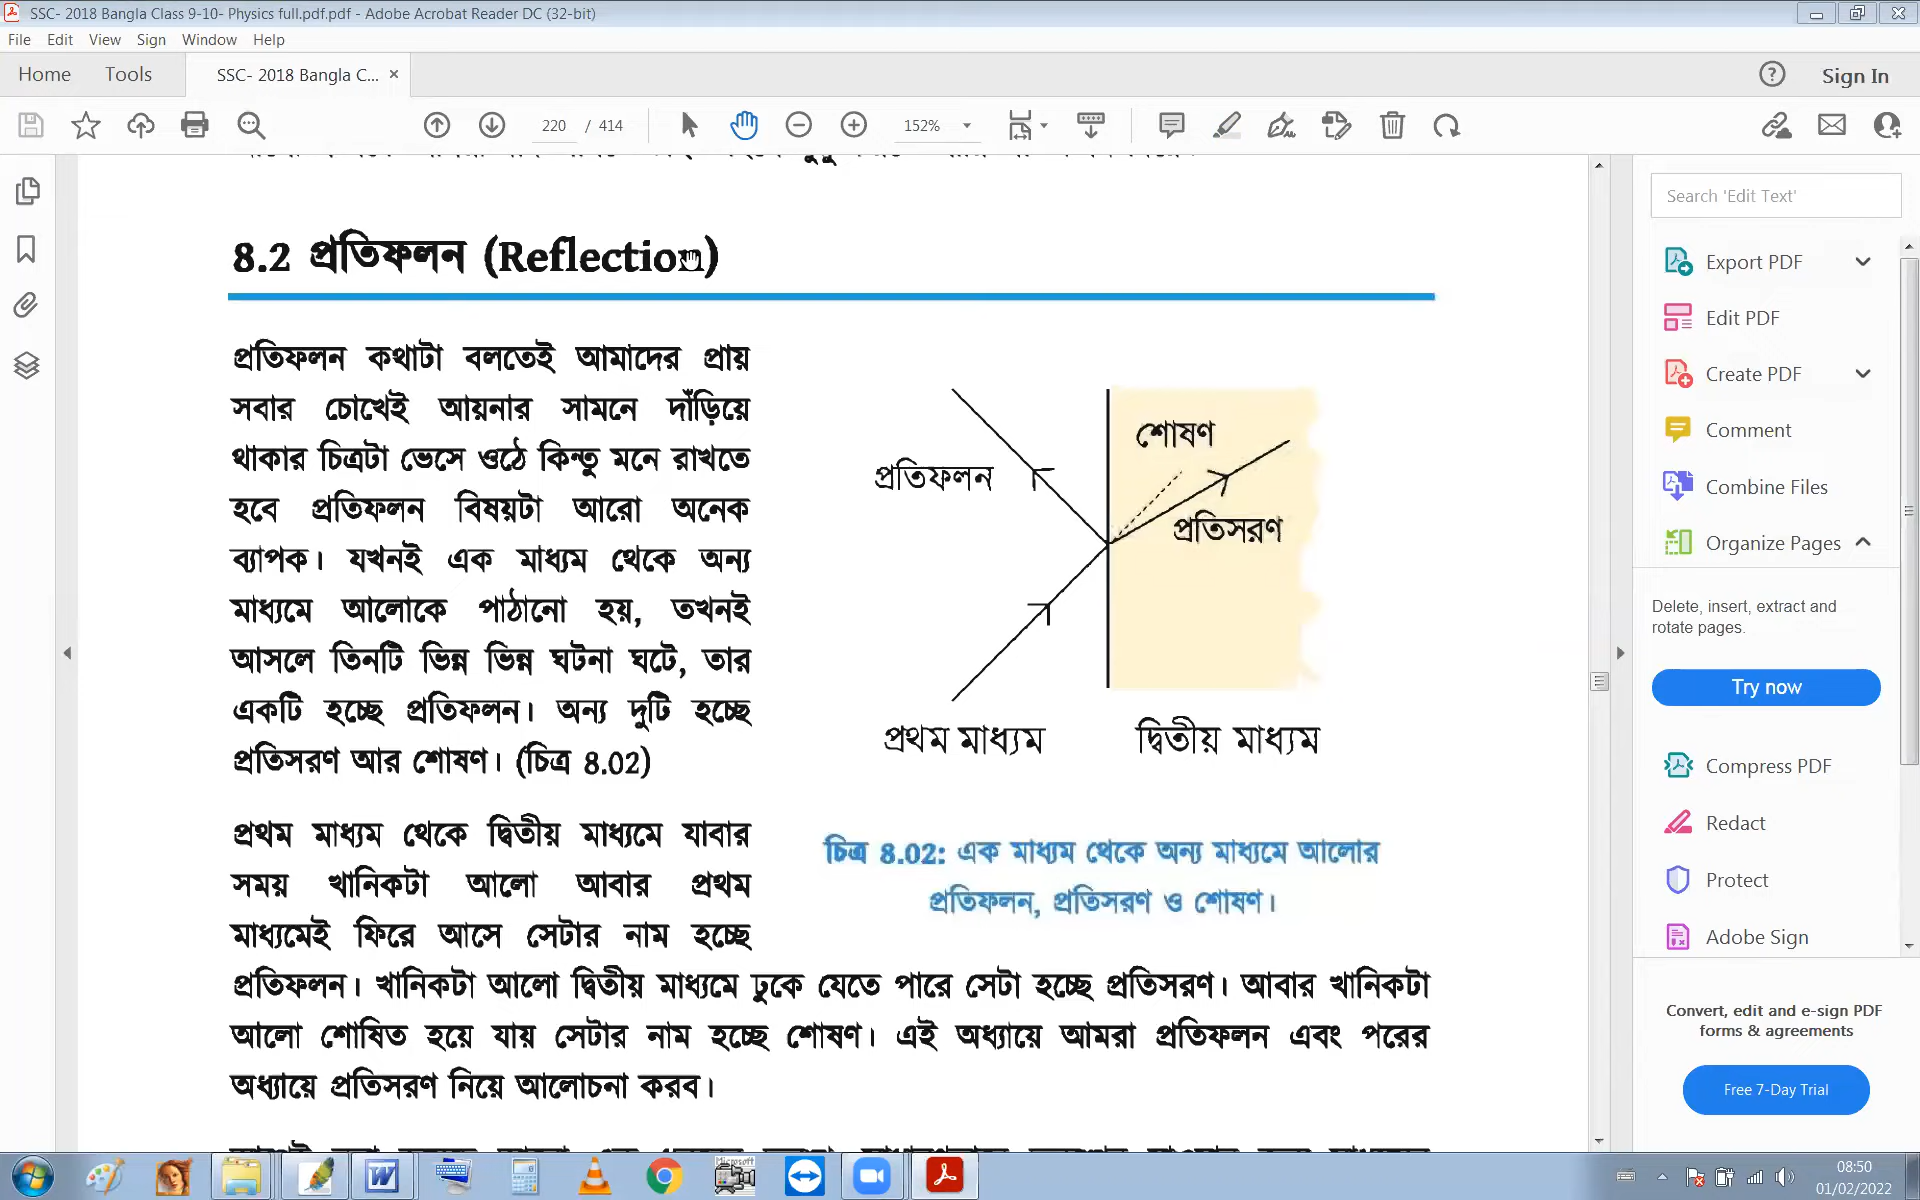 SSC- 2018 Bangla Class 9-10- Physics full.pdf.pdf - Adobe Acrobat Reader DC (32-bit)
File Edit View Sign Window Help
Home Tools SSC- 2018 Bangla C... Sign In
220 / 414 152%
8.2 প্রতিফলন (Reflection)
প্রতিফলন কথাটা বলতেই আমাদের প্রায়
সবার চোখেই আয়নার সামনে দাঁড়িয়ে
থাকার চিত্রটা ভেসে ওঠে কিন্তু মনে রাখতে
হবে প্রতিফলন বিষয়টা আরো অনেক
ব্যাপক। যখনই এক মাধ্যম থেকে অন্য
মাধ্যমে আলোকে পাঠানো হয়, তখনই
আসলে তিনটি ভিন্ন ভিন্ন ঘটনা ঘটে, তার
একটি হচ্ছে প্রতিফলন। অন্য দুটি হচ্ছে
প্রতিসরণ আর শোষণ। (চিত্র 8.02)
শোষণ
প্রতিফলন
প্রতিসরণ
প্রথম মাধ্যম দ্বিতীয় মাধ্যম
চিত্র 8.02: এক মাধ্যম থেকে অন্য মাধ্যমে আলোর
প্রতিফলন, প্রতিসরণ ও শোষণ।
প্রথম মাধ্যম থেকে দ্বিতীয় মাধ্যমে যাবার
সময় খানিকটা আলো আবার প্রথম
মাধ্যমেই ফিরে আসে সেটার নাম হচ্ছে
প্রতিফলন। খানিকটা আলো দ্বিতীয় মাধ্যমে ঢুকে যেতে পারে সেটা হচ্ছে প্রতিসরণ। আবার খানিকটা
আলো শোষিত হয়ে যায় সেটার নাম হচ্ছে শোষণ। এই অধ্যায়ে আমরা প্রতিফলন এবং পরের
অধ্যায়ে প্রতিসরণ নিয়ে আলোচনা করব।
Search 'Edit Text'
Export PDF
Edit PDF
Create PDF
Comment
Combine Files
Organize Pages
Delete, insert, extract and
rotate pages.
Try now
Compress PDF
Redact
Protect
Adobe Sign
Convert, edit and e-sign PDF
forms & agreements
Free 7-Day Trial
Microsoft
08:50
01/02/2022